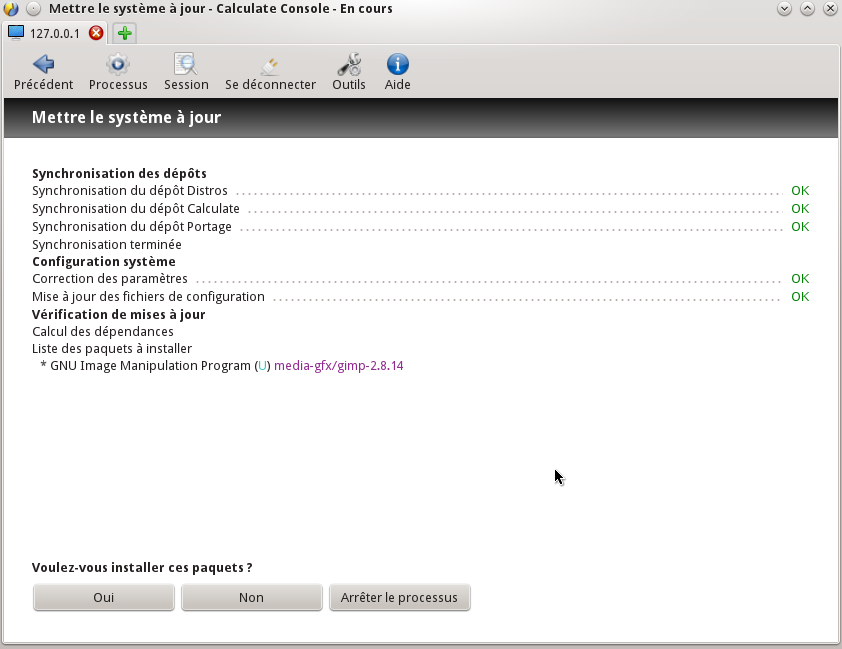 Mettre le système à jour - Calculate Console - En cours
127.0.0.1
Précédent Processus Session Se déconnecter Outils Aide
Mettre le système à jour
Synchronisation des dépôts
Synchronisation du dépôt Distros OK
Synchronisation du dépôt Calculate OK
Synchronisation du dépôt Portage OK
Synchronisation terminée
Configuration système
Correction des paramètres OK
Mise à jour des fichiers de configuration OK
Vérification de mises à jour
Calcul des dépendances
Liste des paquets à installer
* GNU Image Manipulation Program (U) media-gfx/gimp-2.8.14
Voulez-vous installer ces paquets ?
Oui Non Arrêter le processus